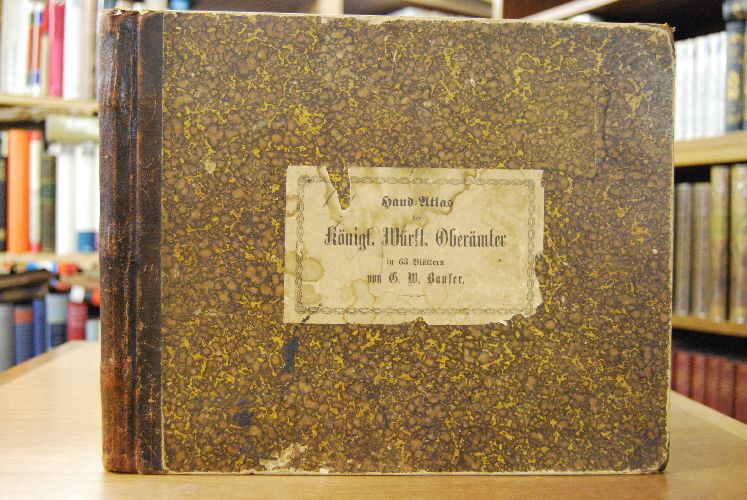 Hand-Atlas
der
Königl. Württ. Oberämter
in 63 Blättern
von G. W. Bauser.